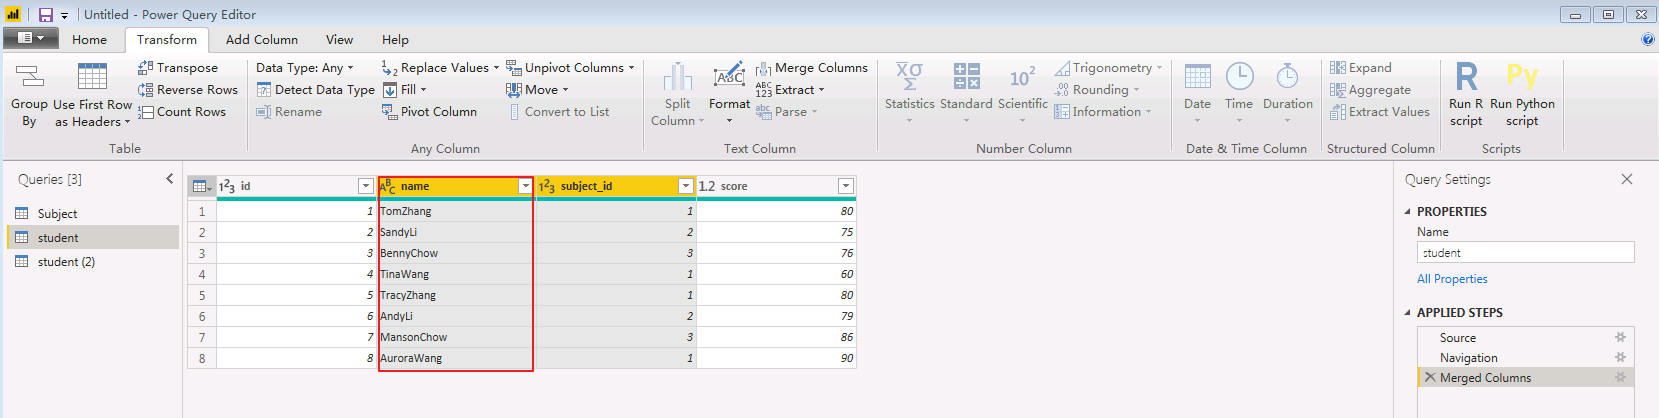 Untitled - Power Query Editor
Home Transform Add Column View Help
Group By
Use First Row as Headers
Transpose
Reverse Rows
Count Rows
Table
Data Type: Any
Detect Data Type
Rename
Replace Values
Fill
Pivot Column
Unpivot Columns
Move
Convert to List
Any Column
Split Column
Format
Merge Columns
Extract
Parse
Text Column
Statistics
Standard
Scientific
Trigonometry
Rounding
Information
Number Column
Date
Time
Duration
Date & Time Column
Expand
Aggregate
Extract Values
Structured Column
R
Run R script
Py
Run Python script
Scripts
Queries [3]
Subject
student
student (2)
1²3 id ABC name 1²3 subject_id 1.2 score
1 1 TomZhang 1 80
2 2 SandyLi 2 75
3 3 BennyChow 3 76
4 4 TinaWang 1 60
5 5 TracyZhang 1 80
6 6 AndyLi 2 79
7 7 MansonChow 3 86
8 8 AuroraWang 1 90
Query Settings
PROPERTIES
Name
student
All Properties
APPLIED STEPS
Source
Navigation
Merged Columns